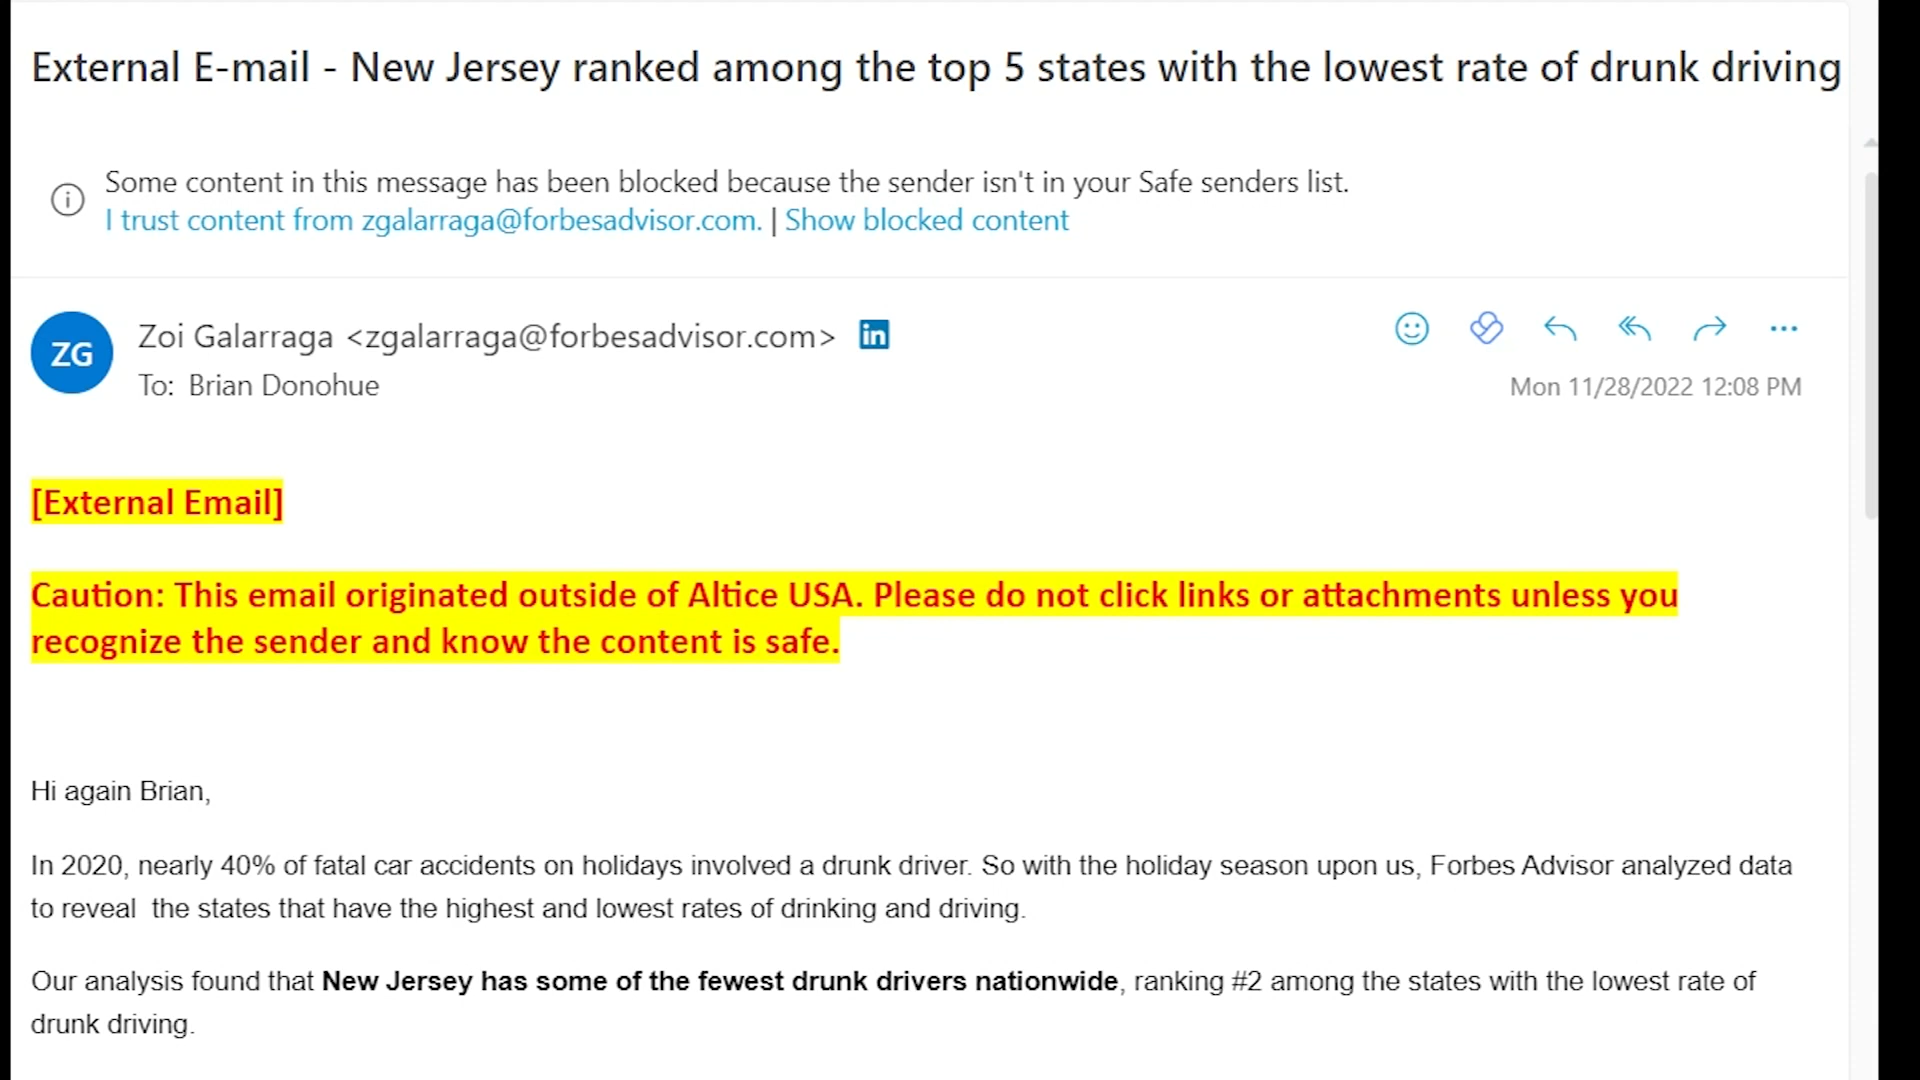 External E-mail - New Jersey ranked among the top 5 states with the lowest rate of drunk driving
Some content in this message has been blocked because the sender isn't in your Safe senders list.
I trust content from zgalarraga@forbesadvisor.com. | Show blocked content
ZG
Zoi Galarraga <zgalarraga@forbesadvisor.com> in
To: Brian Donohue
Mon 11/28/2022 12:08 PM
[External Email]
Caution: This email originated outside of Altice USA. Please do not click links or attachments unless you
recognize the sender and know the content is safe.
Hi again Brian,
In 2020, nearly 40% of fatal car accidents on holidays involved a drunk driver. So with the holiday season upon us, Forbes Advisor analyzed data
to reveal  the states that have the highest and lowest rates of drinking and driving.
Our analysis found that New Jersey has some of the fewest drunk drivers nationwide, ranking #2 among the states with the lowest rate of
drunk driving.